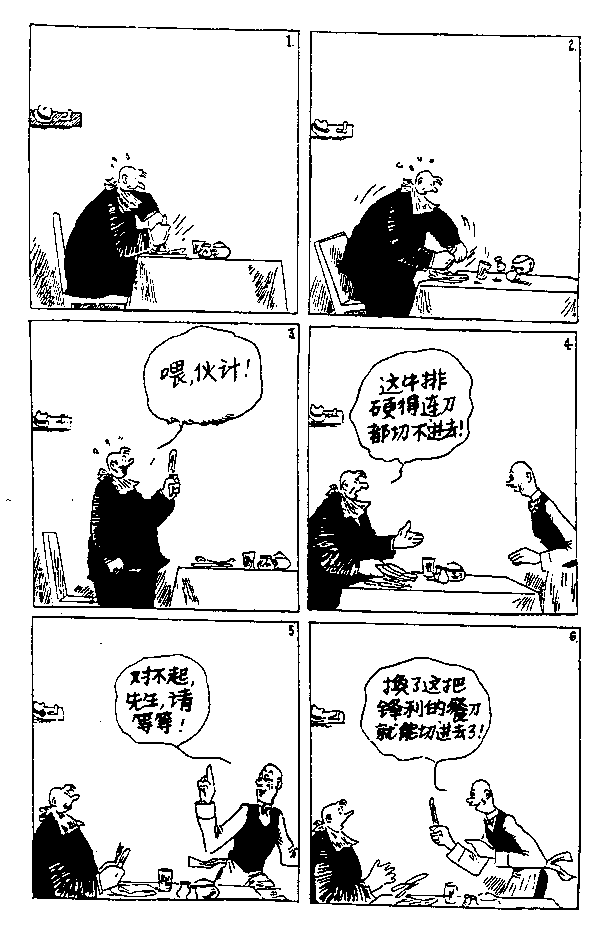 1.
2.
3.
喂,伙计!
4.
这牛排
硬得连刀
都切不进去!
5
对不起,
先生,请
等等!
6.
换了这把
锋利的餐刀
就能切进去了!